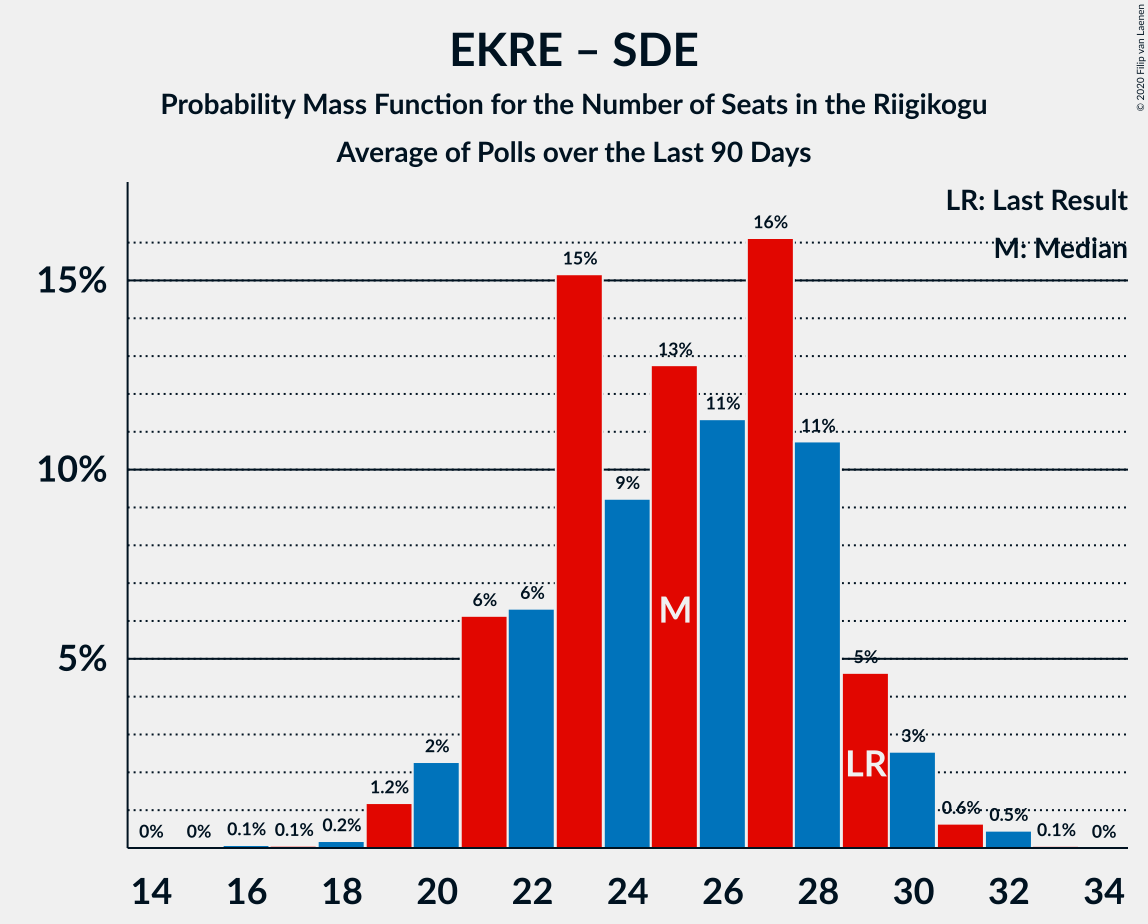 EKRE – SDE
Probability Mass Function for the Number of Seats in the Riigikogu
Average of Polls over the Last 90 Days
© 2020 Filip van Laenen
LR: Last Result
M: Median
15%
10%
5%
0%
0%
0.1%
0.1%
0.2%
1.2%
2%
6%
6%
15%
9%
13%
11%
16%
11%
5%
3%
0.6%
0.5%
0.1%
0%
M
LR
14 16 18 20 22 24 26 28 30 32 34